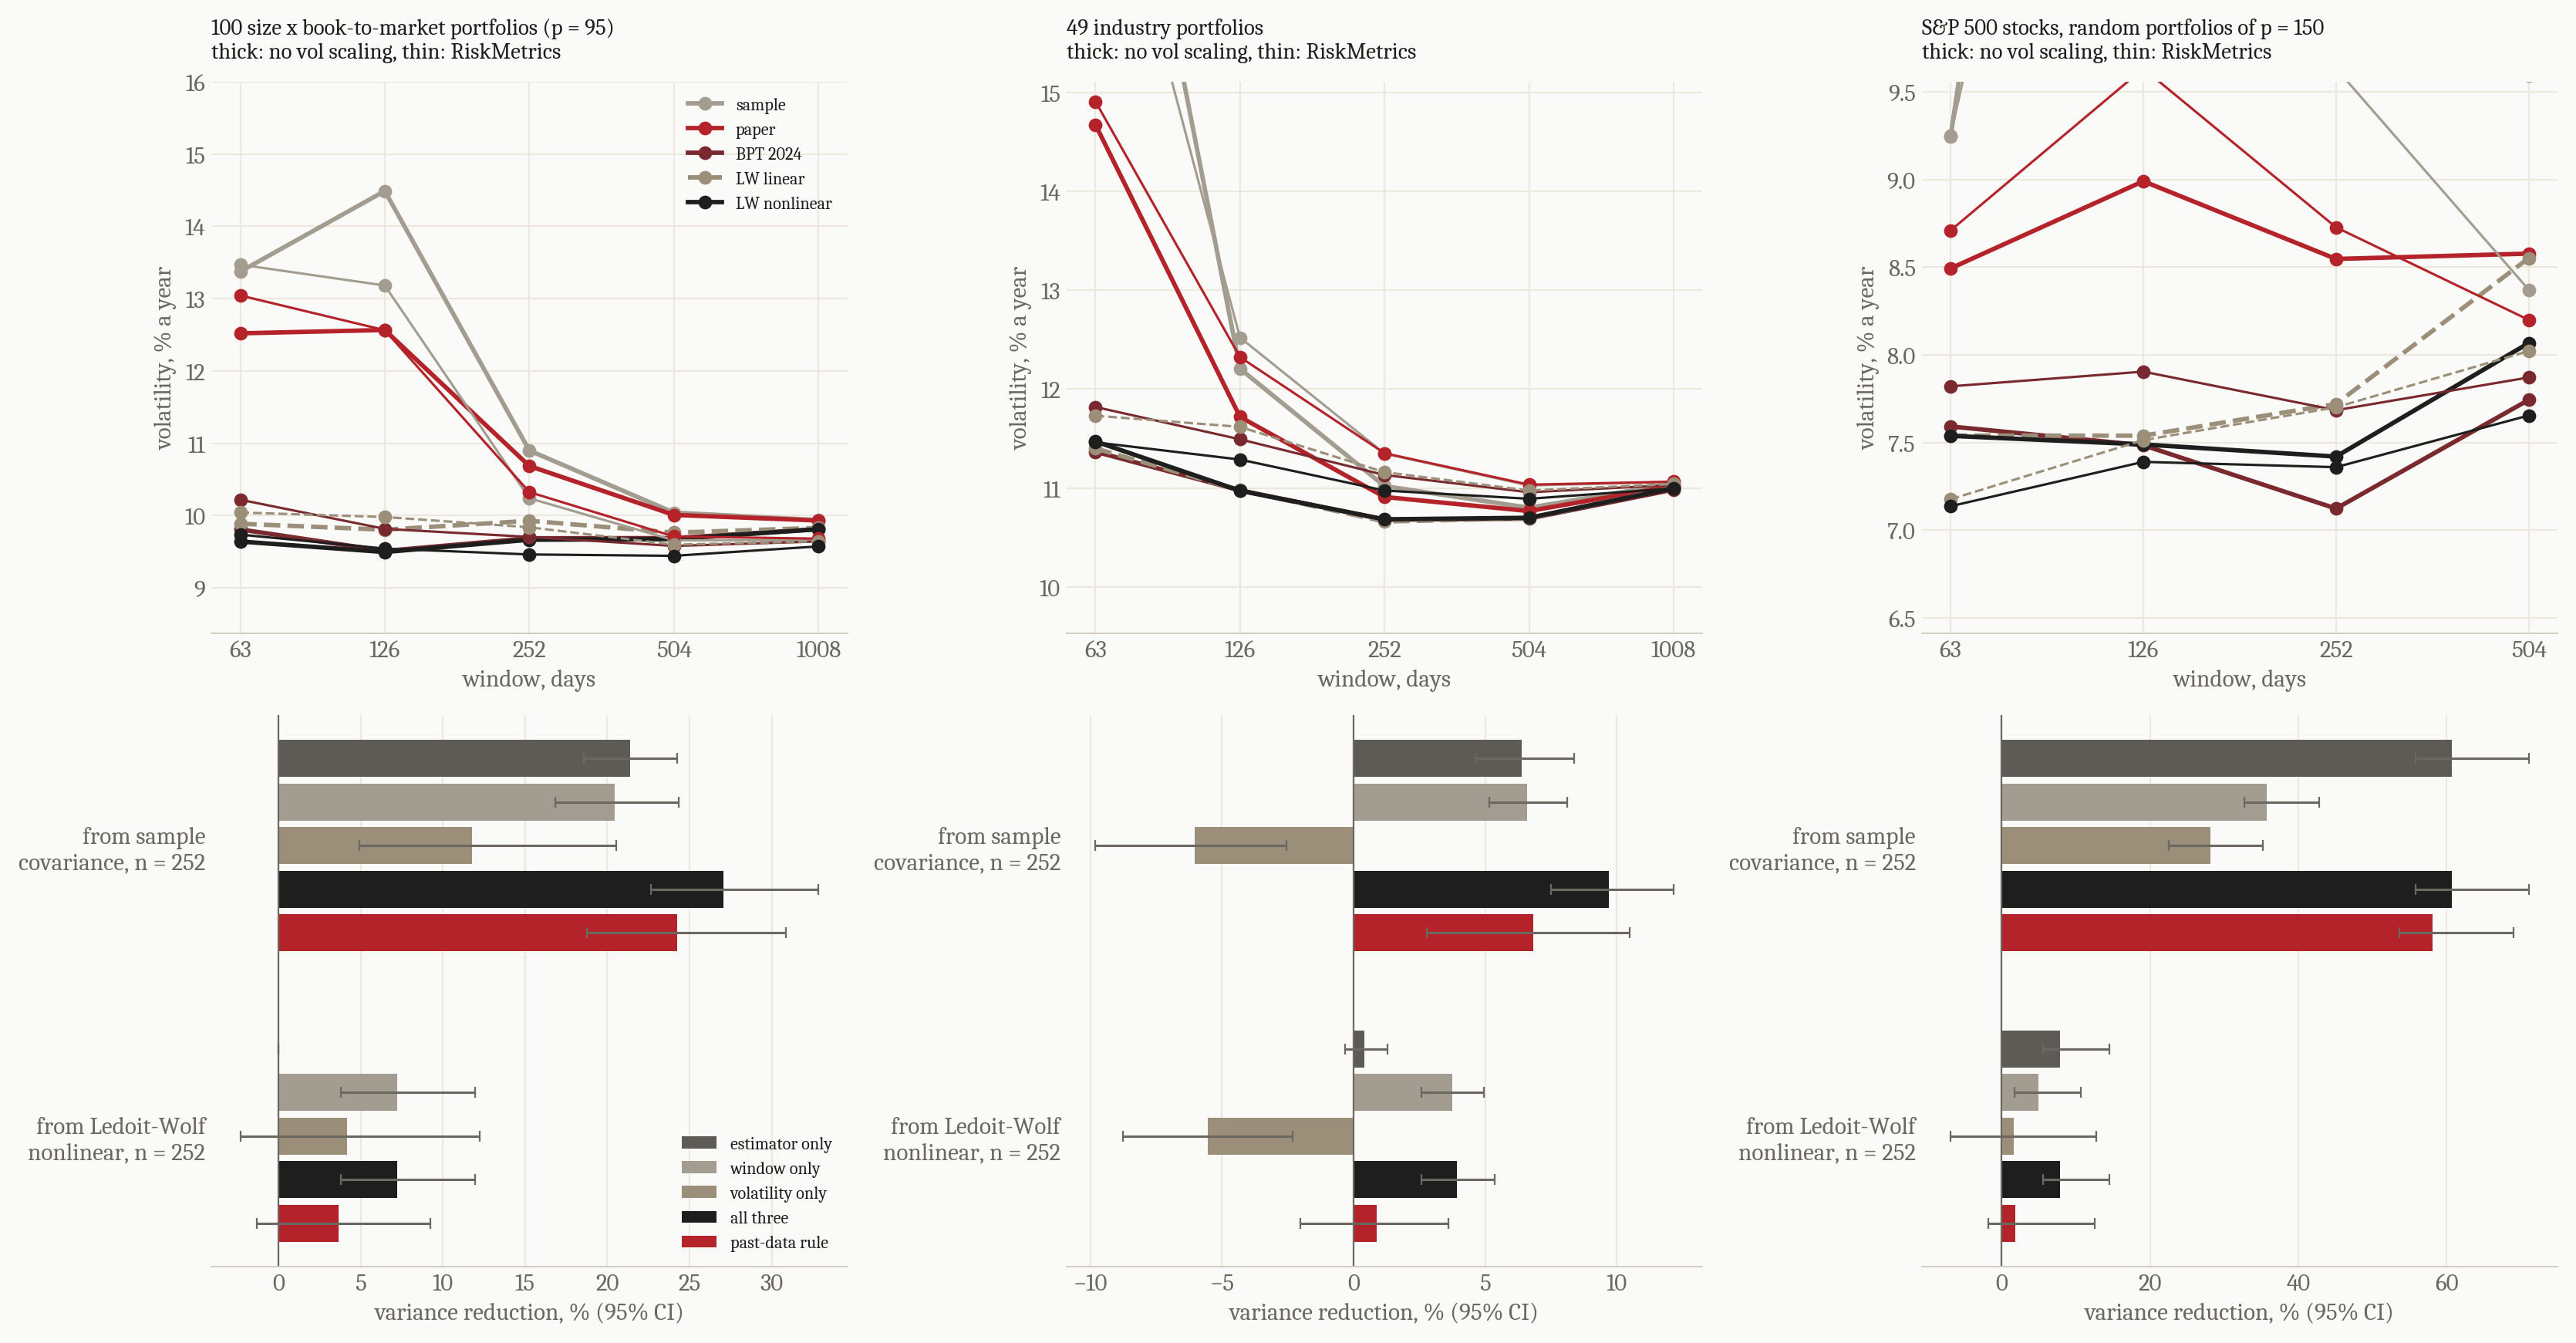 100 size x book-to-market portfolios (p = 95)
thick: no vol scaling, thin: RiskMetrics
16
15
14
13
12
11
10
9
volatility, % a year
sample
paper
BPT 2024
LW linear
LW nonlinear
63
126
252
504
1008
window, days
49 industry portfolios
thick: no vol scaling, thin: RiskMetrics
15
14
13
12
11
10
volatility, % a year
63
126
252
504
1008
window, days
S&P 500 stocks, random portfolios of p = 150
thick: no vol scaling, thin: RiskMetrics
9.5
9.0
8.5
8.0
7.5
7.0
6.5
volatility, % a year
63
126
252
504
window, days
from sample
covariance, n = 252
from Ledoit-Wolf
nonlinear, n = 252
estimator only
window only
volatility only
all three
past-data rule
0
5
10
15
20
25
30
variance reduction, % (95% CI)
from sample
covariance, n = 252
from Ledoit-Wolf
nonlinear, n = 252
−10
−5
0
5
10
variance reduction, % (95% CI)
from sample
covariance, n = 252
from Ledoit-Wolf
nonlinear, n = 252
0
20
40
60
variance reduction, % (95% CI)